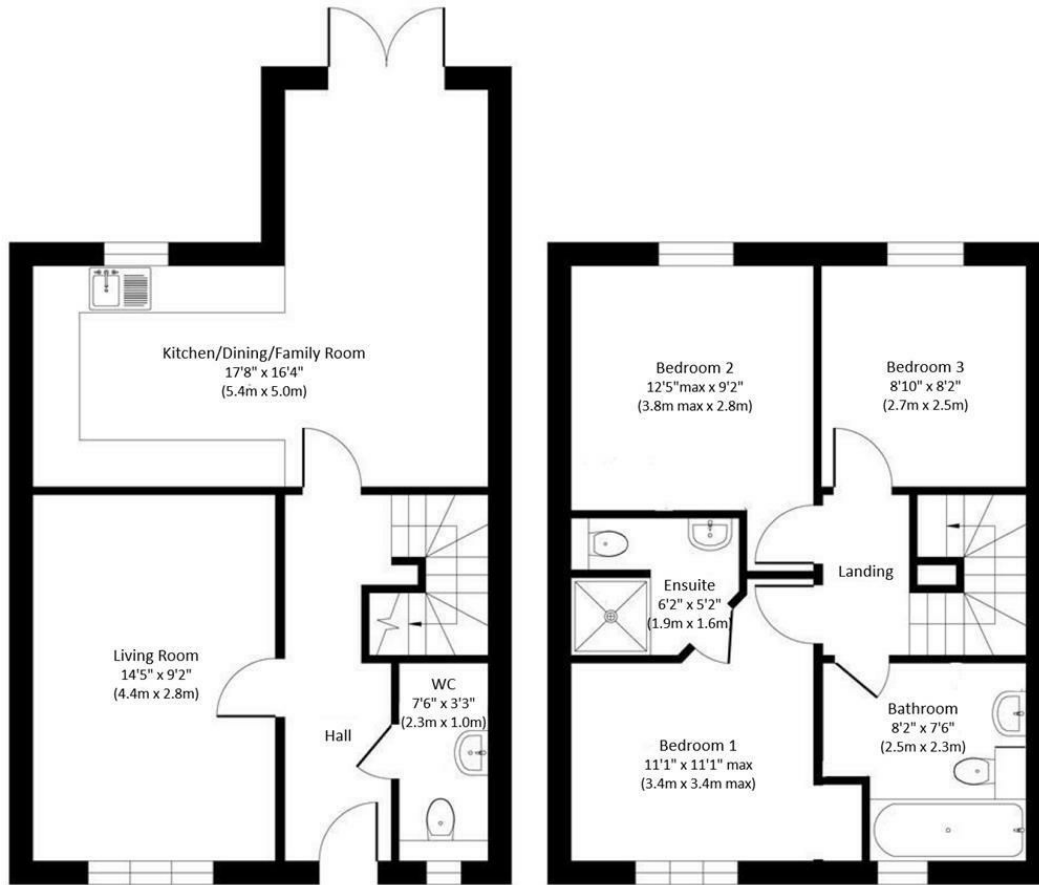 Kitchen/Dining/Family Room
17'8" x 16'4"
(5.4m x 5.0m)
Living Room
14'5" x 9'2"
(4.4m x 2.8m)
Hall
WC
7'6" x 3'3"
(2.3m x 1.0m)
Bedroom 2
12'5"max x 9'2"
(3.8m max x 2.8m)
Bedroom 3
8'10" x 8'2"
(2.7m x 2.5m)
Landing
Ensuite
6'2" x 5'2"
(1.9m x 1.6m)
Bedroom 1
11'1" x 11'1" max
(3.4m x 3.4m max)
Bathroom
8'2" x 7'6"
(2.5m x 2.3m)